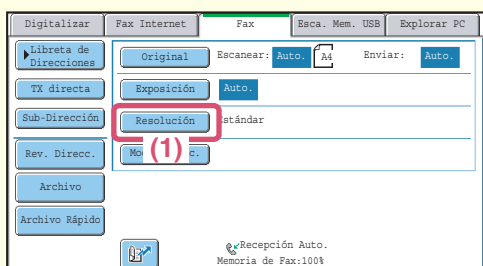 Digitalizar Fax Internet Fax Esca. Mem. USB Explorar PC
Libreta de Direcciones Original Escanear: Auto. A4 Enviar: Auto.
TX directa Exposición Auto.
Sub-Dirección Resolución Estándar
Rev. Direcc. (1)
Archivo
Archivo Rápido
Recepción Auto.
Memoria de Fax:100%